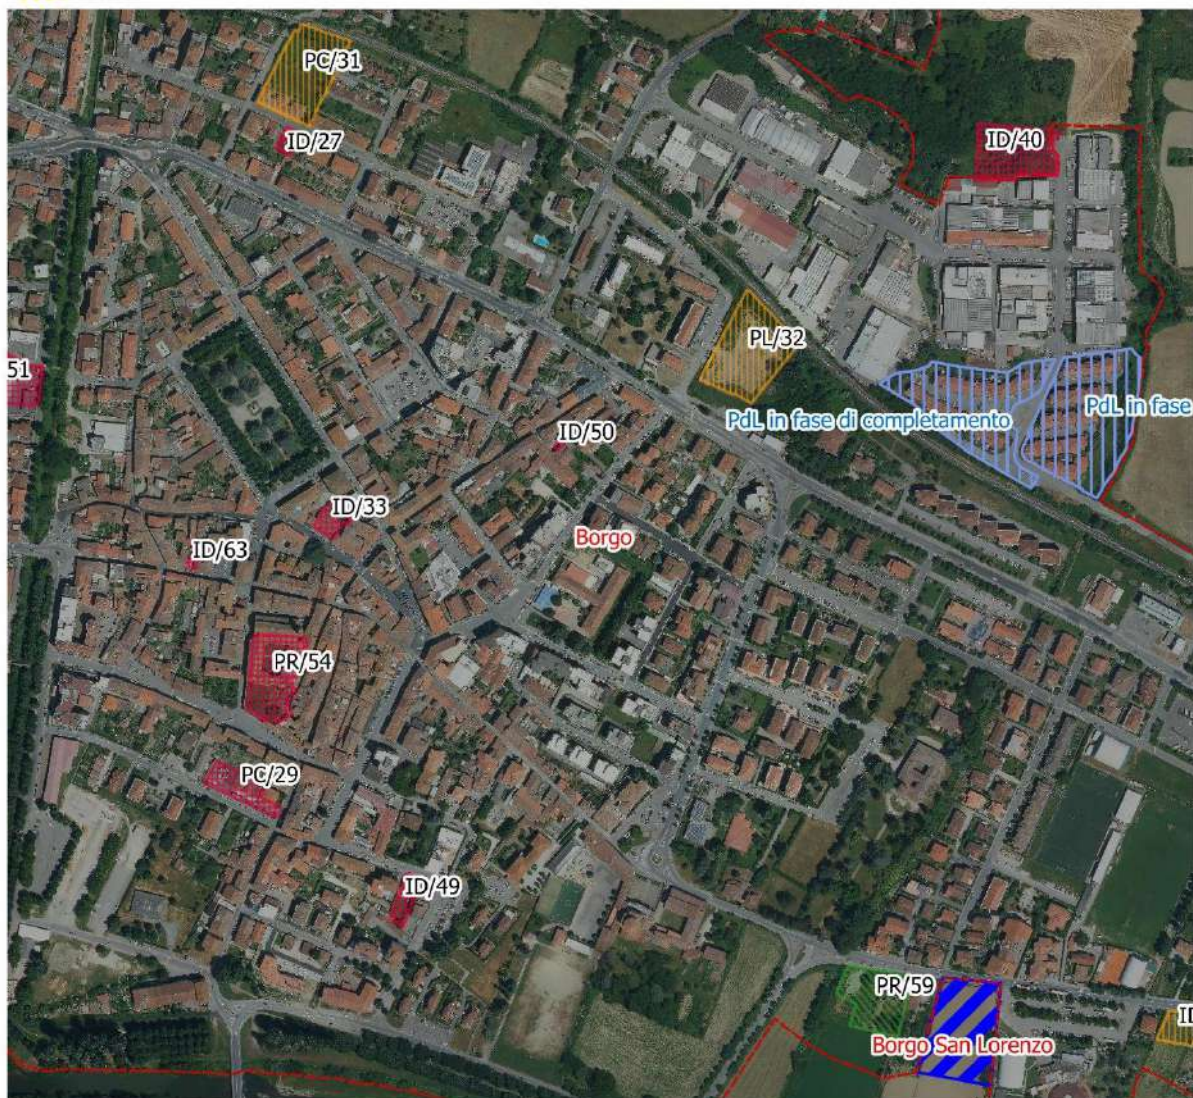 PC/31
ID/27
ID/40
PL/32
51
PdL in fase di completamento
PdL in fase
ID/50
ID/33
Borgo
ID/63
PR/54
PC/29
ID/49
PR/59
ID
Borgo San Lorenzo